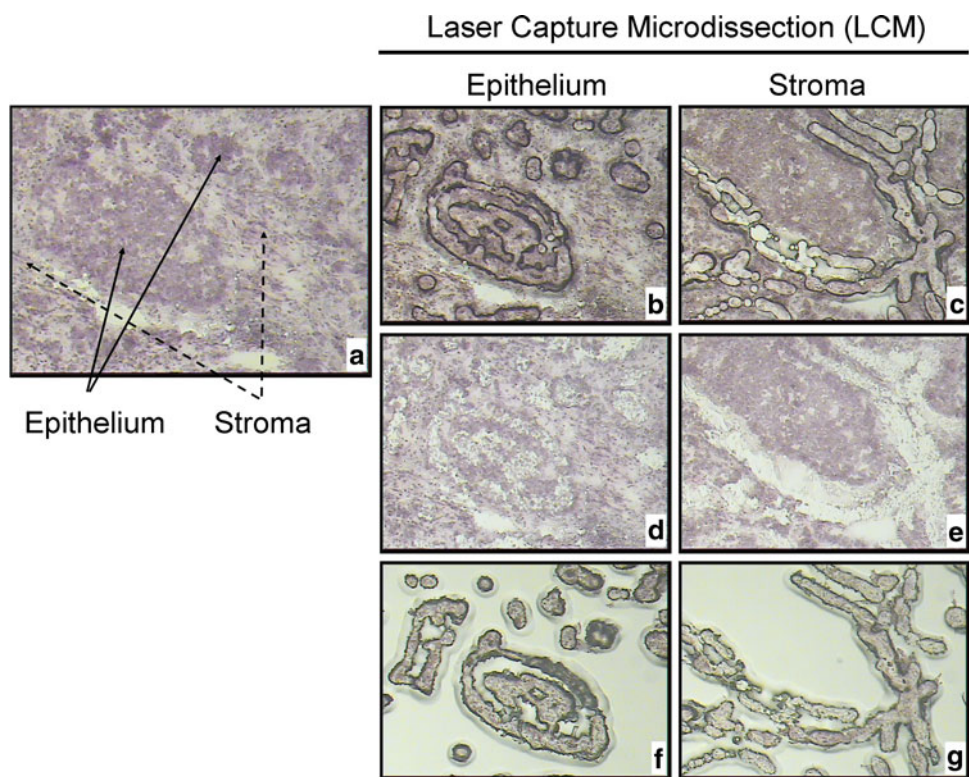 Laser Capture Microdissection (LCM)
Epithelium
Stroma
a
b
c
Epithelium
Stroma
d
e
f
g